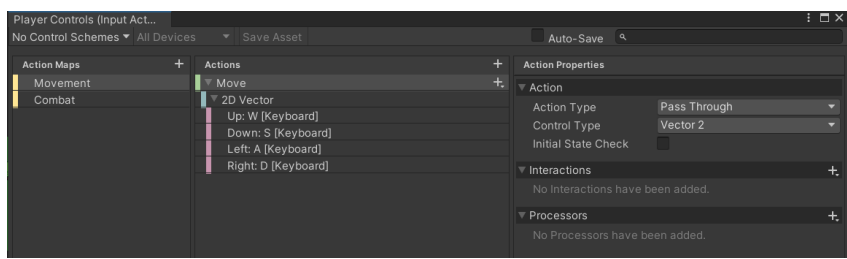 Player Controls (Input Act...
No Control Schemes All Devices Save Asset Auto-Save
Action Maps + Actions + Action Properties
Movement Move + Action
Combat 2D Vector Action Type Pass Through
Up: W [Keyboard] Control Type Vector 2
Down: S [Keyboard] Initial State Check
Left: A [Keyboard]
Right: D [Keyboard] Interactions +
No Interactions have been added.
Processors +
No Processors have been added.